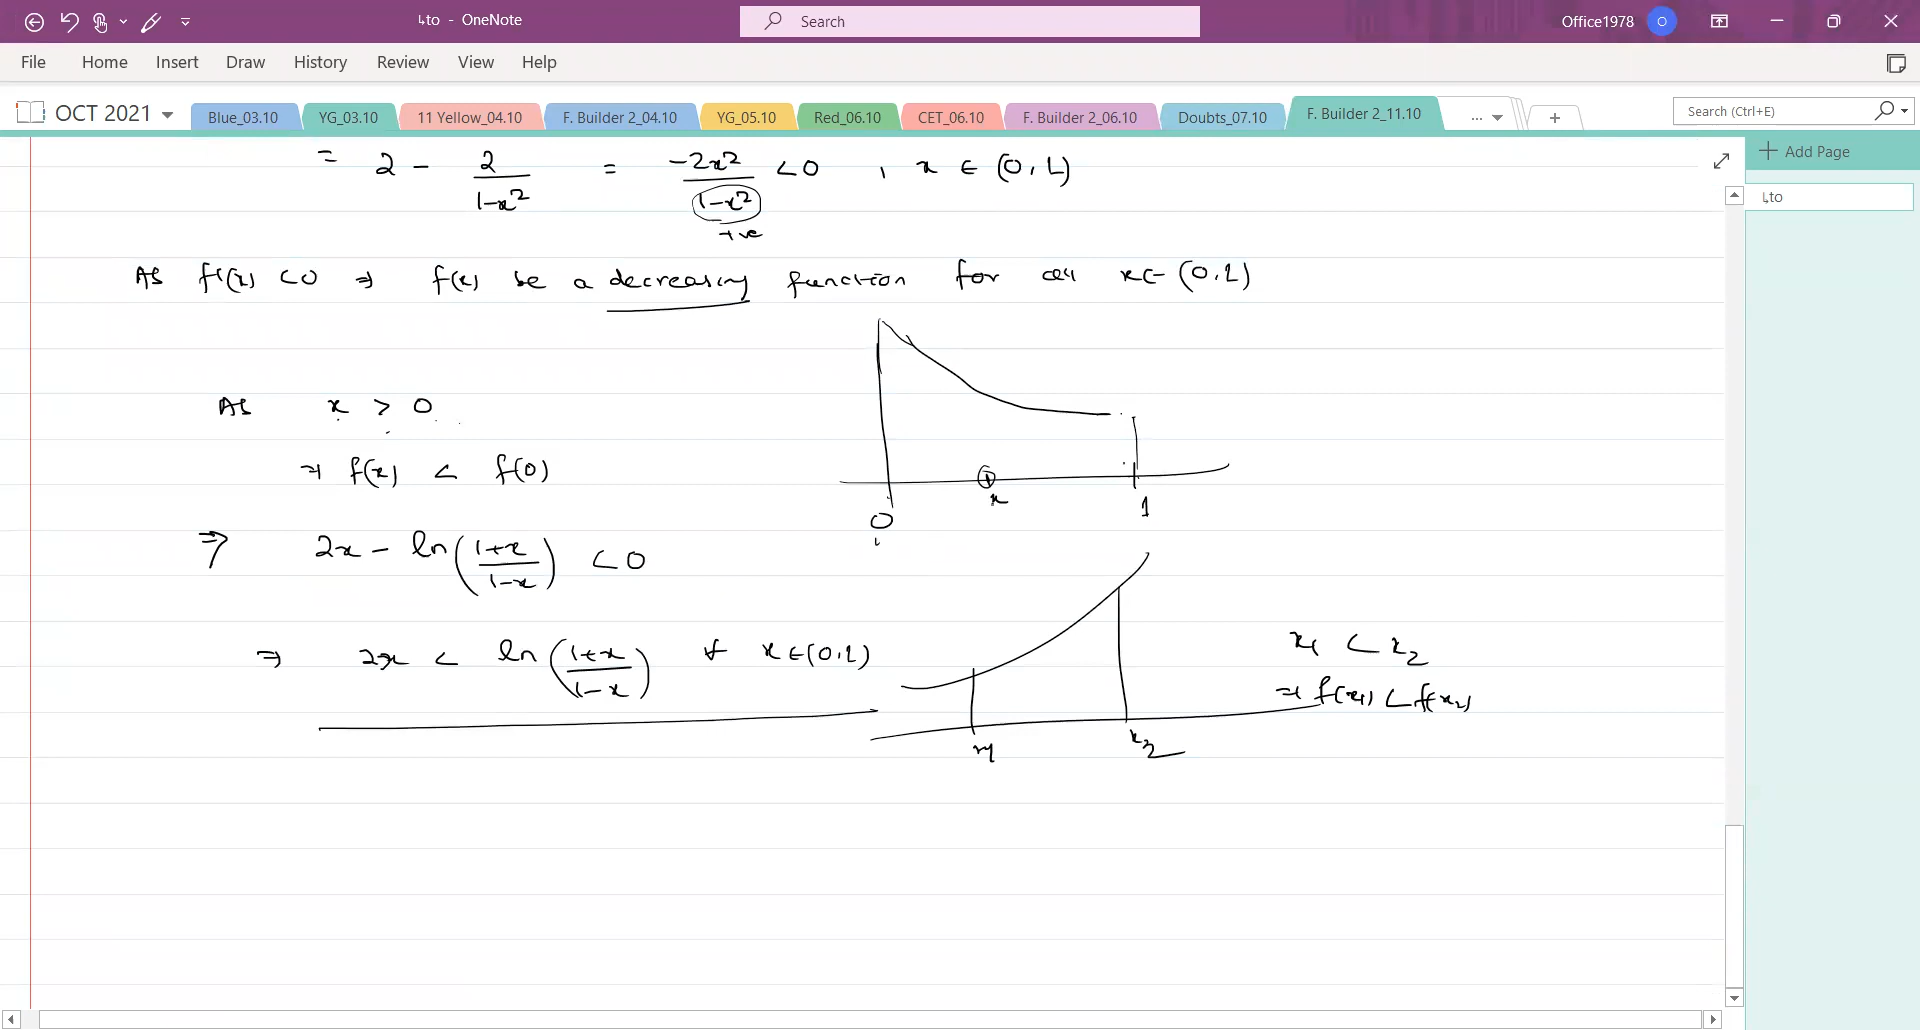 هto - OneNote
Search
Office1978
O
File Home Insert Draw History Review View Help
OCT 2021
Blue_03.10 YG_03.10 11 Yellow_04.10 F. Builder 2_04.10 YG_05.10 Red_06.10 CET_06.10 F. Builder 2_06.10 Doubts_07.10 F. Builder 2_11.10 ... +
Search (Ctrl+E)
Add Page
to
= 2 - 2/(1-x²) = -2x²/(1-x²) < 0 , x ∈ (0,1)
+ve
As f'(x) < 0 ⇒ f(x) be a decreasing function for all x ∈ (0,1)
As x > 0
⇒ f(x) < f(0)
0 x 1
⇒ 2x - ln((1+x)/(1-x)) < 0
⇒ 2x < ln((1+x)/(1-x)) ∀ x∈(0,1)
x₁ x₂
x₁ < x₂
⇒ f(x₁) < f(x₂)